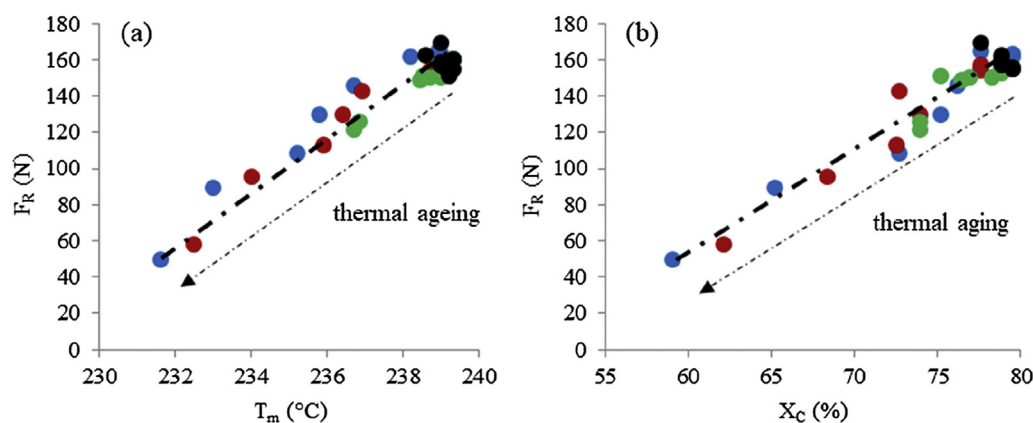 (a)
180
160
140
120
100
80
60
40
20
0
F_R (N)
230 232 234 236 238 240
T_m (°C)
thermal ageing
(b)
180
160
140
120
100
80
60
40
20
0
F_R (N)
55 60 65 70 75 80
X_C (%)
thermal aging